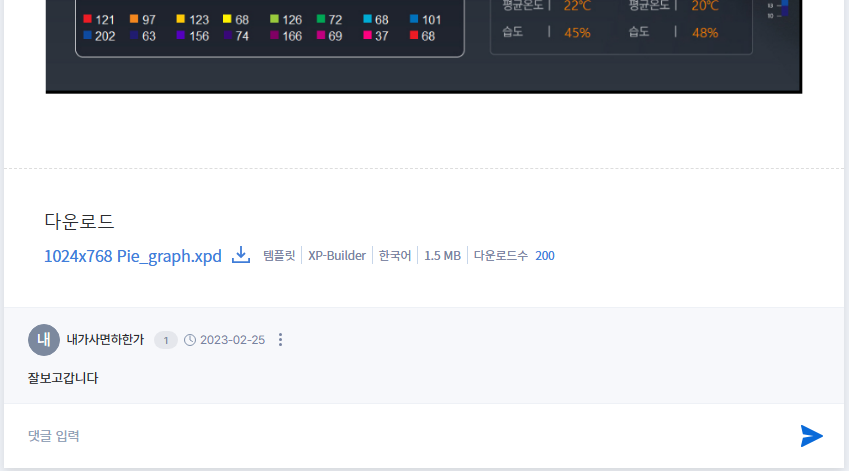 평균온도 | 22℃ 평균온도 | 20℃
121 97 123 68 126 72 68 101
202 63 156 74 166 69 37 68
습도 | 45% 습도 | 48%
다운로드
1024x768 Pie_graph.xpd 템플릿 XP-Builder 한국어 1.5 MB 다운로드수 200
내 내가사면하한가 1 2023-02-25
잘보고갑니다
댓글 입력